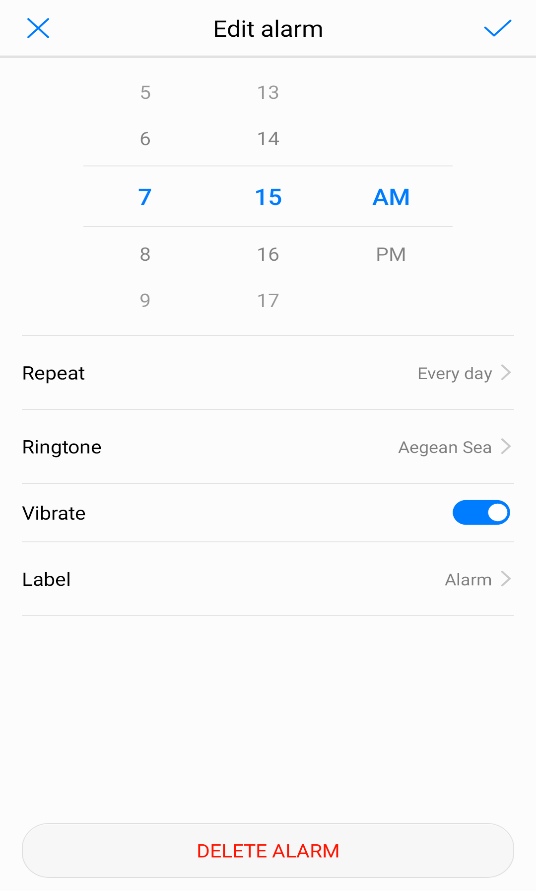 Edit alarm
5 13
6 14
7 15 AM
8 16 PM
9 17
Repeat Every day
Ringtone Aegean Sea
Vibrate
Label Alarm
DELETE ALARM